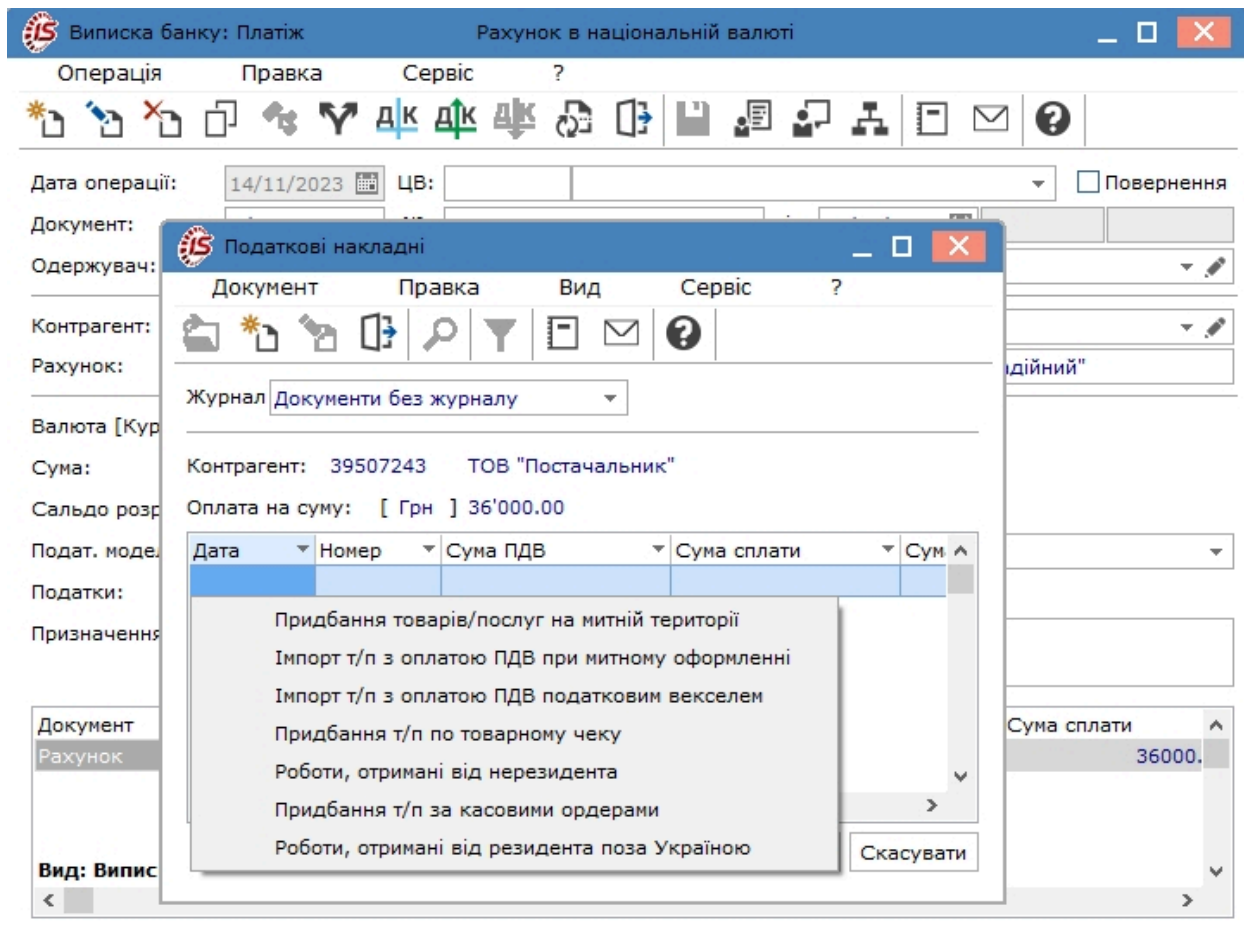 Виписка банку: Платіж Рахунок в національній валюті
Операція Правка Сервіс ?
Дата операції: 14/11/2023 ЦВ: Повернення
Документ:
Одержувач:
Податкові накладні
Документ Правка Вид Сервіс ?
Контрагент:
Рахунок: дійний"
Журнал Документи без журналу
Валюта [Кур
Сума:
Контрагент: 39507243 ТОВ "Постачальник"
Сальдо розр
Оплата на суму: [ Грн ] 36'000.00
Подат. модел
Дата Номер Сума ПДВ Сума сплати Сум
Податки:
Призначення
Придбання товарів/послуг на митній території
Імпорт т/п з оплатою ПДВ при митному оформленні
Імпорт т/п з оплатою ПДВ податковим векселем
Документ Сума сплати
Придбання т/п по товарному чеку
Рахунок 36000.
Роботи, отримані від нерезидента
Придбання т/п за касовими ордерами
Роботи, отримані від резидента поза Україною
Скасувати
Вид: Випис